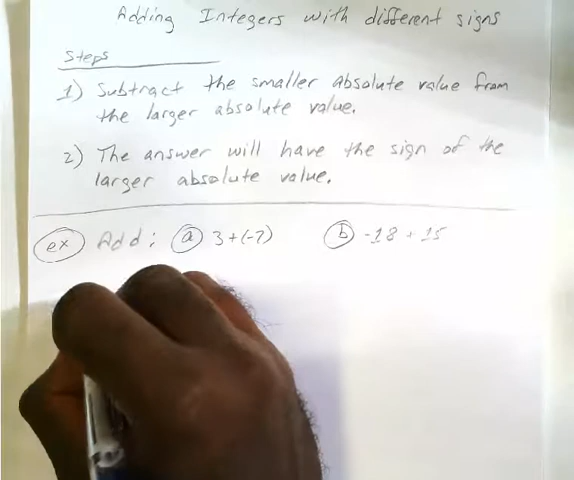 Adding Integers with different signs
Steps
1) Subtract the smaller absolute value from
the larger absolute value.
2) The answer will have the sign of the
larger absolute value.
ex Add: a 3+(-7) b -18 + 15